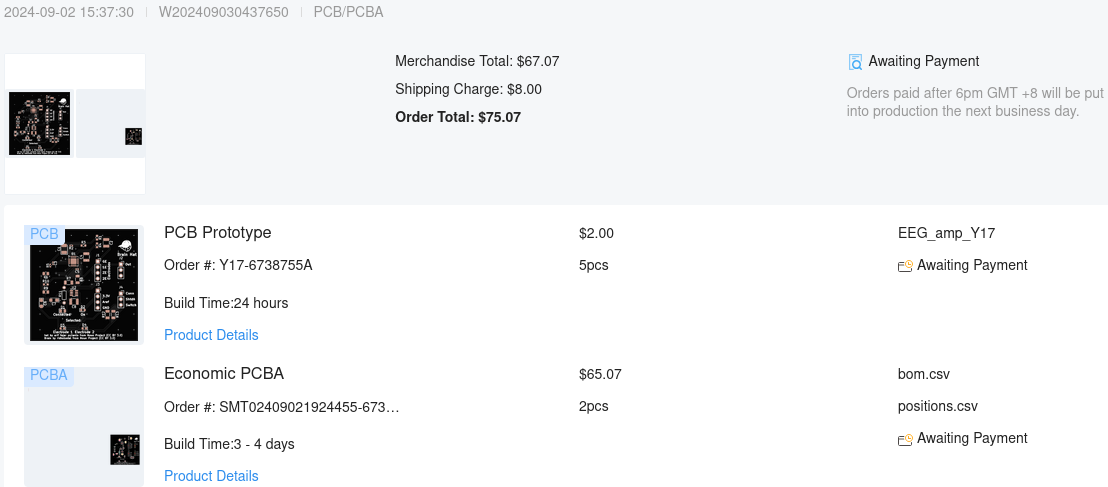 2024-09-02 15:37:30 | W202409030437650 | PCB/PCBA
Merchandise Total: $67.07
Shipping Charge: $8.00
Order Total: $75.07
Awaiting Payment
Orders paid after 6pm GMT +8 will be put
into production the next business day.
PCB
PCB Prototype
$2.00
EEG_amp_Y17
Order #: Y17-6738755A
5pcs
Awaiting Payment
Build Time:24 hours
Product Details
PCBA
Economic PCBA
$65.07
bom.csv
Order #: SMT02409021924455-673…
2pcs
positions.csv
Build Time:3 - 4 days
Awaiting Payment
Product Details